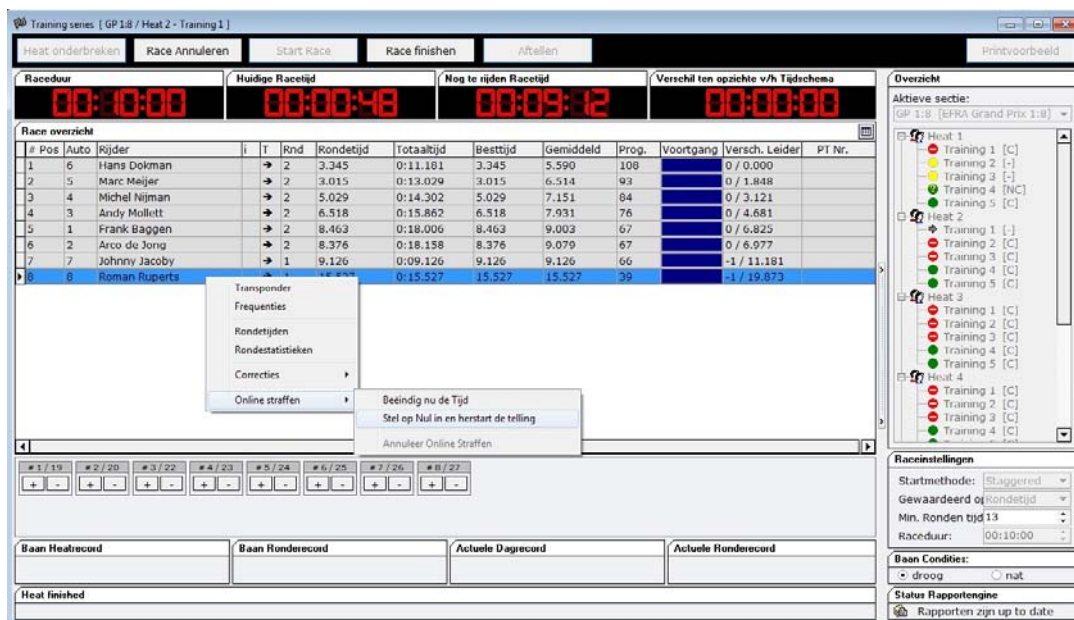 Training series [ GP 1:8 / Heat 2 - Training 1 ]
Heat onderbreken Race Annuleren Start Race Race finishen Aftellen Printvoorbeeld
Raceduur Huidige Racetijd Nog te rijden Racetijd Verschil ten opzichte v/h Tijdschema
00:10:00 00:00:48 00:09:12 00:00:00
Race overzicht
# Pos Auto Rijder i T Rnd Rondetijd Totaaltijd Besttijd Gemiddeld Prog. Voortgang Versch. Leider PT Nr.
1 6 Hans Dokman 2 3.345 0:11.181 3.345 5.590 108 0 / 0.000
2 5 Marc Meijer 2 3.015 0:13.029 3.015 6.514 93 0 / 1.848
3 4 Michel Nijman 2 5.029 0:14.302 5.029 7.151 84 0 / 3.121
4 3 Andy Mollett 2 6.518 0:15.862 6.518 7.931 76 0 / 4.681
5 1 Frank Baggen 2 8.463 0:18.006 8.463 9.003 67 0 / 6.825
6 2 Arco de Jong 2 8.376 0:18.158 8.376 9.079 67 0 / 6.977
7 7 Johnny Jacoby 1 9.126 0:09.126 9.126 9.126 66 -1 / 11.181
8 8 Roman Ruperts 1 15.527 0:15.527 15.527 15.527 39 -1 / 19.873
Transponder
Frequenties
Rondetijden
Rondestatistieken
Correcties
Online straffen
Beëindig nu de Tijd
Stel op Nul in en herstart de telling
Annuleer Online Straffen
# 1 / 19 # 2 / 20 # 3 / 22 # 4 / 23 # 5 / 24 # 6 / 25 # 7 / 26 # 8 / 27
+ - + - + - + - + - + - + - + -
Baan Heatrecord Baan Ronderecord Actuele Dagrecord Actuele Ronderecord
Heat finished
Overzicht
Aktieve sectie:
GP 1:8 [EFRA Grand Prix 1:8]
Heat 1
Training 1 [C]
Training 2 [-]
Training 3 [-]
Training 4 [NC]
Training 5 [C]
Heat 2
Training 1 [-]
Training 2 [C]
Training 3 [C]
Training 4 [C]
Training 5 [C]
Heat 3
Training 1 [C]
Training 2 [C]
Training 3 [C]
Training 4 [C]
Training 5 [C]
Heat 4
Training 1 [C]
Training 2 [C]
Training 3 [C]
Training 4 [C]
Raceinstellingen
Startmethode: Staggered
Gewaardeerd op Rondetijd
Min. Ronden tijd 13
Raceduur: 00:10:00
Baan Condities:
droog nat
Status Rapportengine
Rapporten zijn up to date